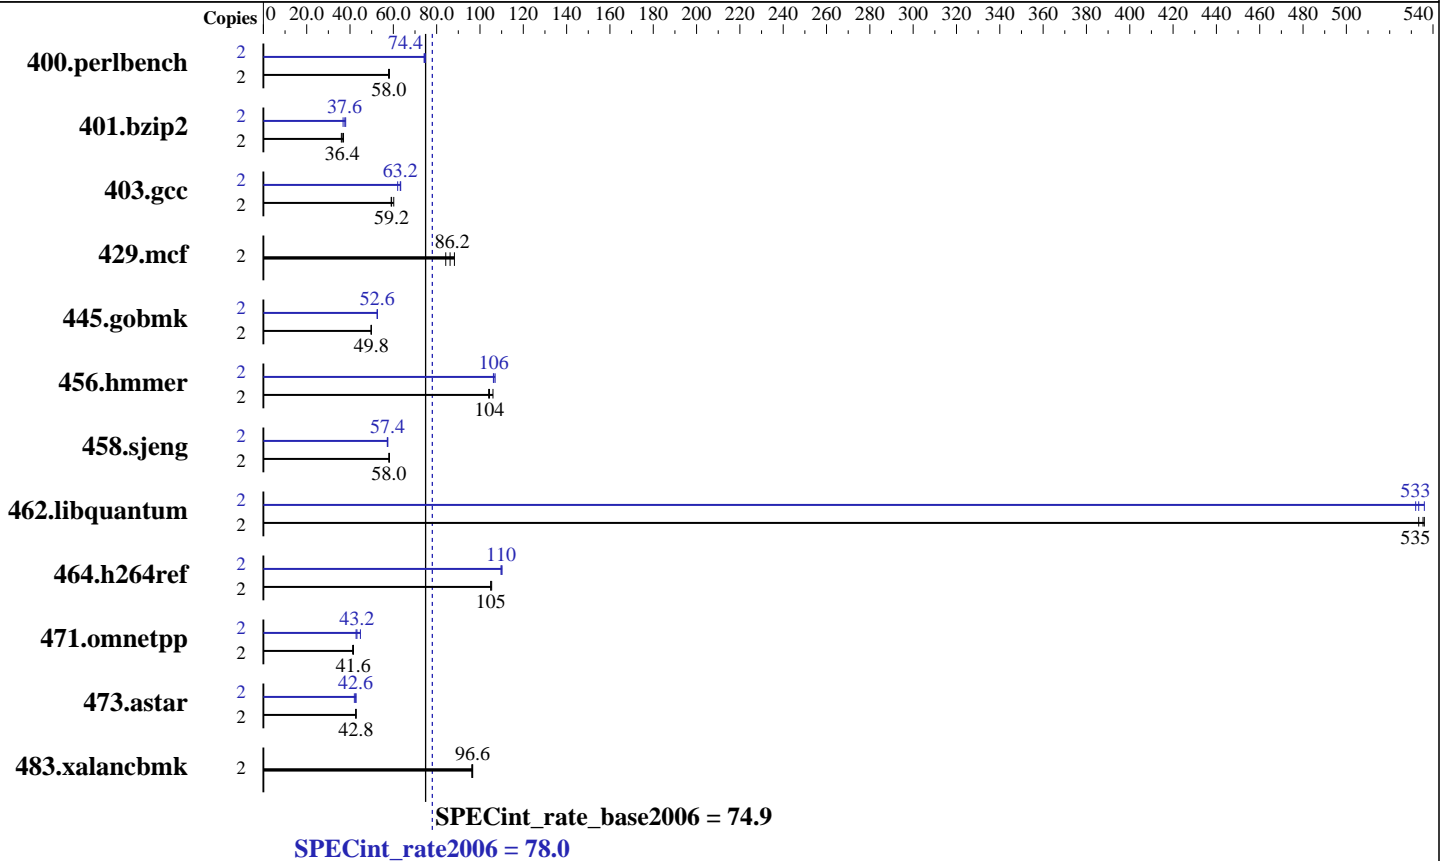 Copies 0 20.0 40.0 60.0 80.0 100 120 140 160 180 200 220 240 260 280 300 320 340 360 380 400 420 440 460 480 500 540
400.perlbench 2 74.4
2 58.0
401.bzip2 2 37.6
2 36.4
403.gcc 2 63.2
2 59.2
429.mcf 2 86.2
445.gobmk 2 52.6
2 49.8
456.hmmer 2 106
2 104
458.sjeng 2 57.4
2 58.0
462.libquantum 2 533
2 535
464.h264ref 2 110
2 105
471.omnetpp 2 43.2
2 41.6
473.astar 2 42.6
2 42.8
483.xalancbmk 2 96.6
SPECint_rate_base2006 = 74.9
SPECint_rate2006 = 78.0